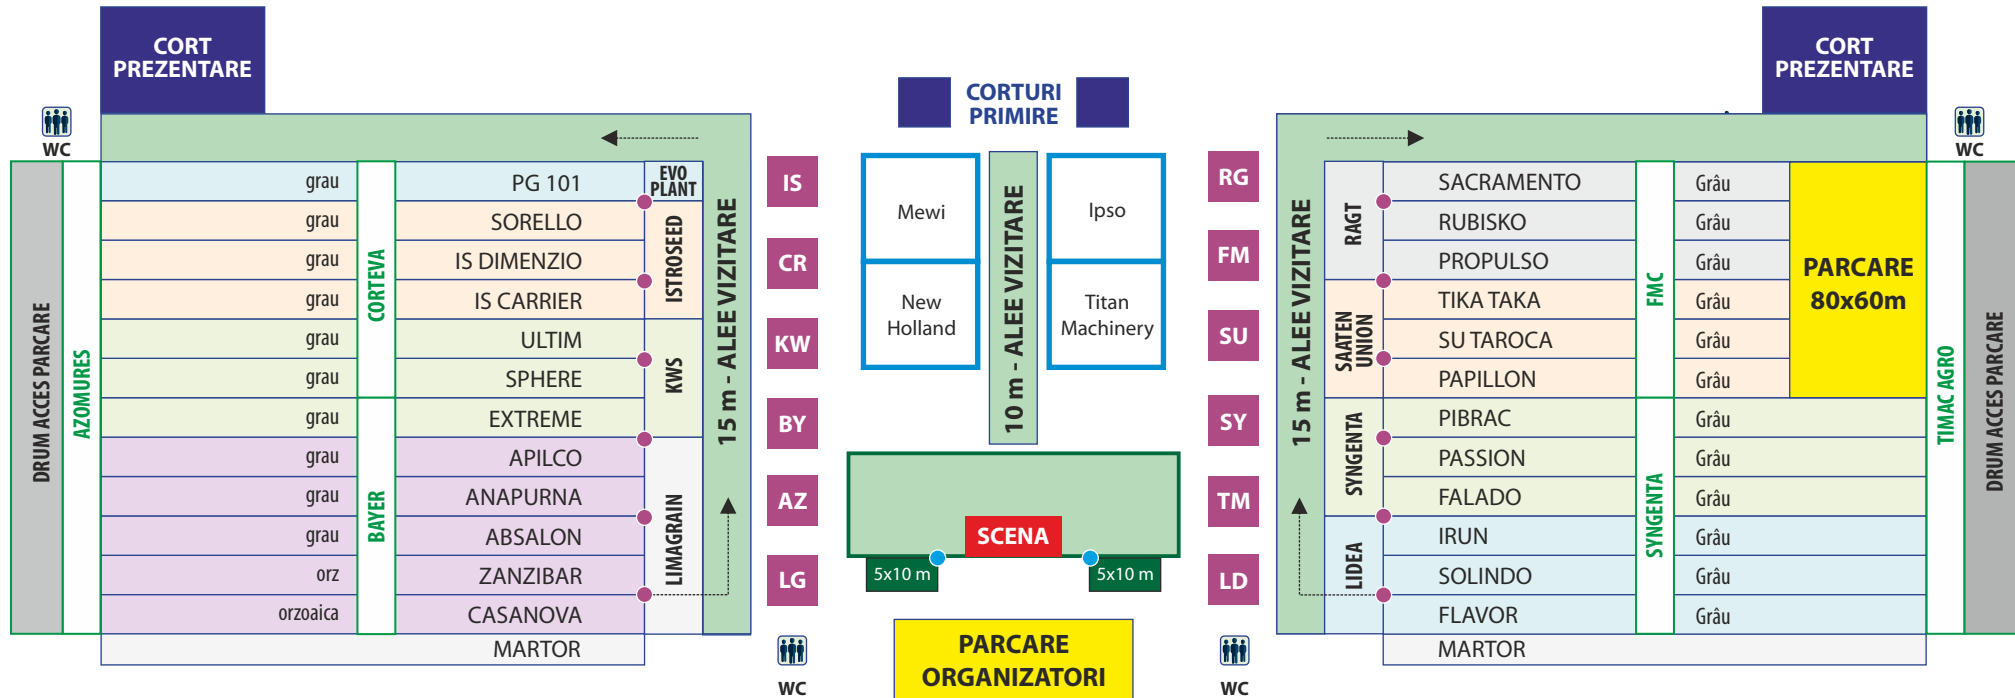 CORT
PREZENTARE
CORT
PREZENTARE
CORTURI
PRIMIRE
WC
WC
DRUM ACCES PARCARE
AZOMURES
grau
PG 101
grau
SORELLO
grau
IS DIMENZIO
grau
IS CARRIER
grau
ULTIM
grau
SPHERE
grau
EXTREME
grau
APILCO
grau
ANAPURNA
grau
ABSALON
orz
ZANZIBAR
orzoaica
CASANOVA
MARTOR
CORTEVA
BAYER
EVO
PLANT
ISTROSEED
KWS
LIMAGRAIN
15 m - ALEE VIZITARE
IS
CR
KW
BY
AZ
LG
WC
Mewi
Ipso
New
Holland
Titan
Machinery
10 m - ALEE VIZITARE
SCENA
5x10 m
5x10 m
PARCARE
ORGANIZATORI
RG
FM
SU
SY
TM
LD
WC
15 m - ALEE VIZITARE
RAGT
SAATEN
UNION
SYNGENTA
LIDEA
SACRAMENTO
Grâu
RUBISKO
Grâu
PROPULSO
Grâu
TIKA TAKA
Grâu
SU TAROCA
Grâu
PAPILLON
Grâu
PIBRAC
Grâu
PASSION
Grâu
FALADO
Grâu
IRUN
Grâu
SOLINDO
Grâu
FLAVOR
Grâu
MARTOR
FMC
SYNGENTA
PARCARE
80x60m
TIMAC AGRO
DRUM ACCES PARCARE